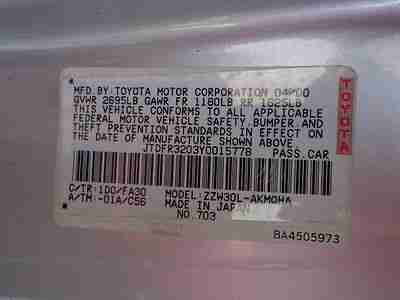 MFD.BY:TOYOTA MOTOR CORPORATION 04/00
GVWR 2695LB GAWR FR 1180LB RR 1625LB
THIS VEHICLE CONFORMS TO ALL APPLICABLE
FEDERAL MOTOR VEHICLE SAFETY,BUMPER AND
THEFT PREVENTION STANDARDS IN EFFECT ON
THE DATE OF MANUFACTURE SHOWN ABOVE.
JTDFR3203Y0015778 PASS.CAR
C/TR:1D0/FA30 MODEL:ZZW30L-AKMQHA
A/TM:-01A/C56 MADE IN JAPAN
NO.703
BA4505973
TOYOTA